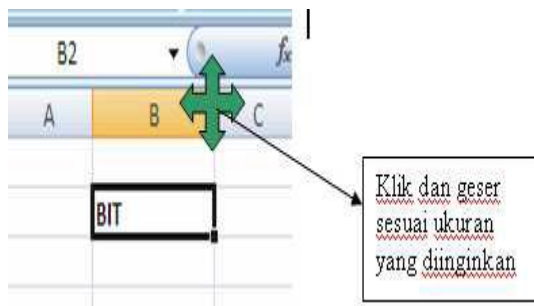 B2
fx
A B C
BIT
Klik dan geser
sesuai ukuran
yang diinginkan